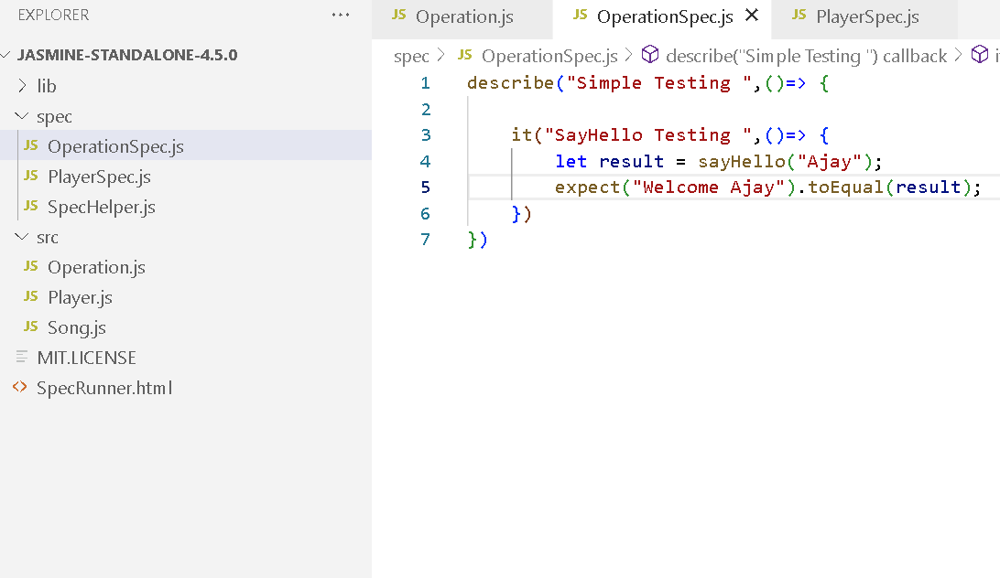 EXPLORER ...
JASMINE-STANDALONE-4.5.0
lib
spec
JS OperationSpec.js
JS PlayerSpec.js
JS SpecHelper.js
src
JS Operation.js
JS Player.js
JS Song.js
MIT.LICENSE
<> SpecRunner.html
JS Operation.js JS OperationSpec.js × JS PlayerSpec.js
spec > JS OperationSpec.js > describe("Simple Testing ") callback > i
1 describe("Simple Testing ",()=> {
2
3 it("SayHello Testing ",()=> {
4 let result = sayHello("Ajay");
5 expect("Welcome Ajay").toEqual(result);
6 })
7 })